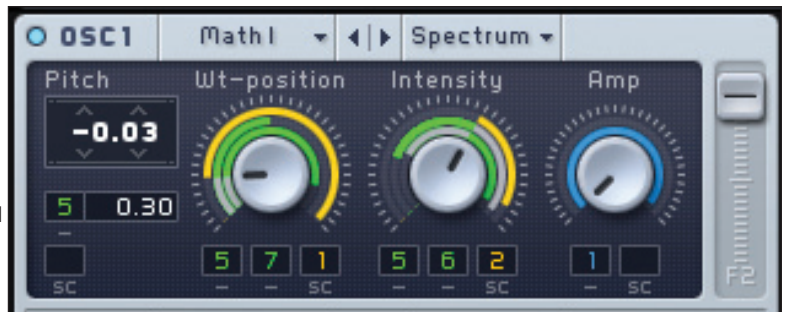 OSC1 Math I Spectrum
Pitch Wt-position Intensity Amp
-0.03
5 0.30
5 7 1 5 6 2 1
SC SC SC SC
F2